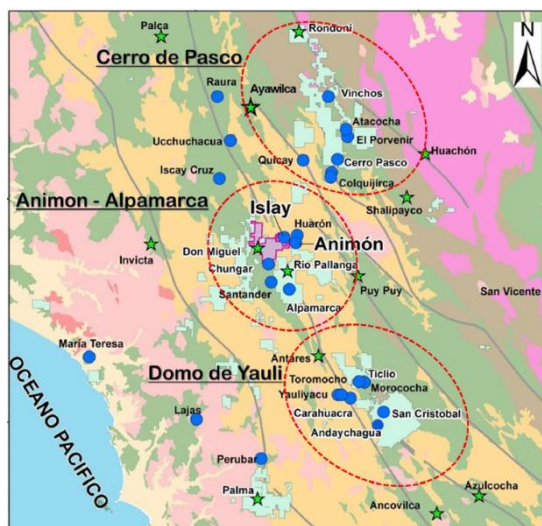 Palca
Rondoni
N
Cerro de Pasco
Raura
Vinchos
Ayawilca
Atacocha
El Porvenir
Ucchuchacua
Quicay
Cerro Pasco
Huachón
Iscay Cruz
Colquijirca
Shalipayco
Animon - Alpamarca
Islay
Huarón
Animón
Invicta
Don Miguel
Chungar
Rio Pallanga
Puy Puy
San Vicente
Santander
Alpamarca
María Teresa
Antares
Domo de Yauli
Ticlio
Toromocho
Morococha
Yauliyacu
Carahuacra
San Cristobal
Lajas
Andaychagua
OCEANO PACIFICO
Perubar
Palma
Azulcocha
Ancovilca